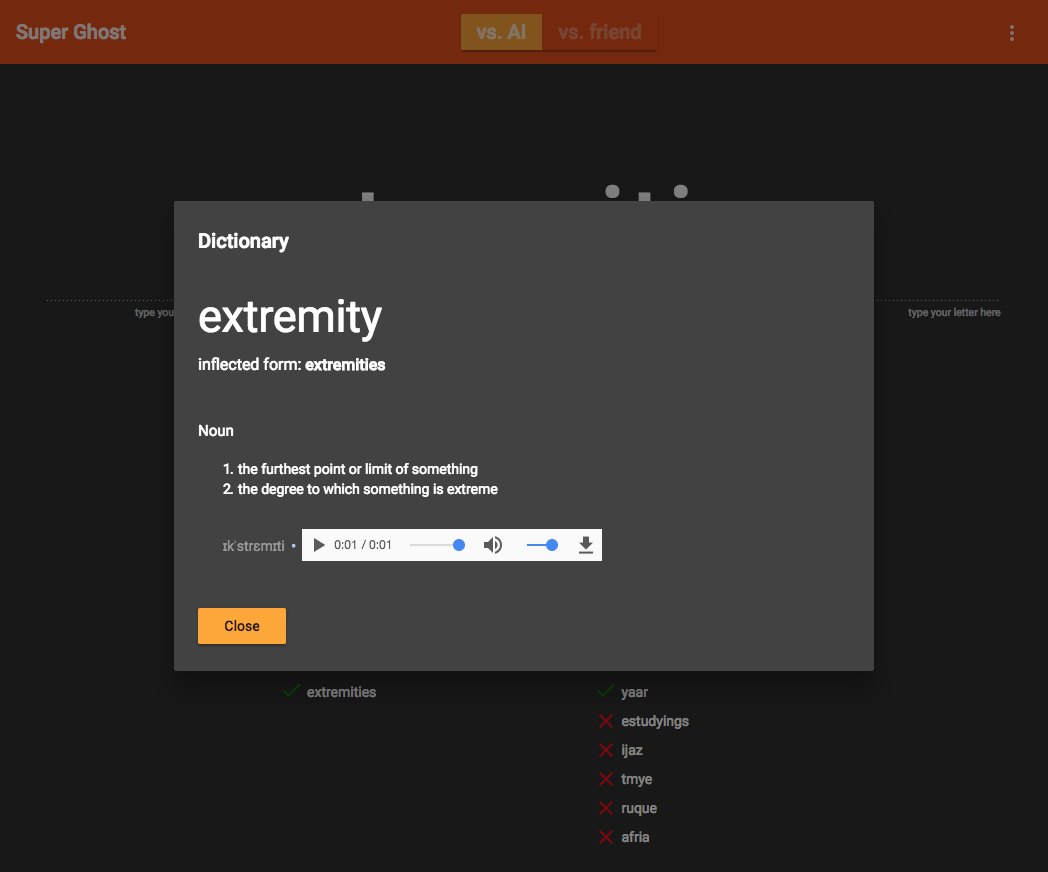 Super Ghost
vs. AI
vs. friend
Dictionary
type you
type your letter here
extremity
inflected form: extremities
Noun
1. the furthest point or limit of something
2. the degree to which something is extreme
ɪkˈstrɛmɪti •
0:01 / 0:01
Close
extremities
yaar
estudyings
ijaz
tmye
ruque
afria